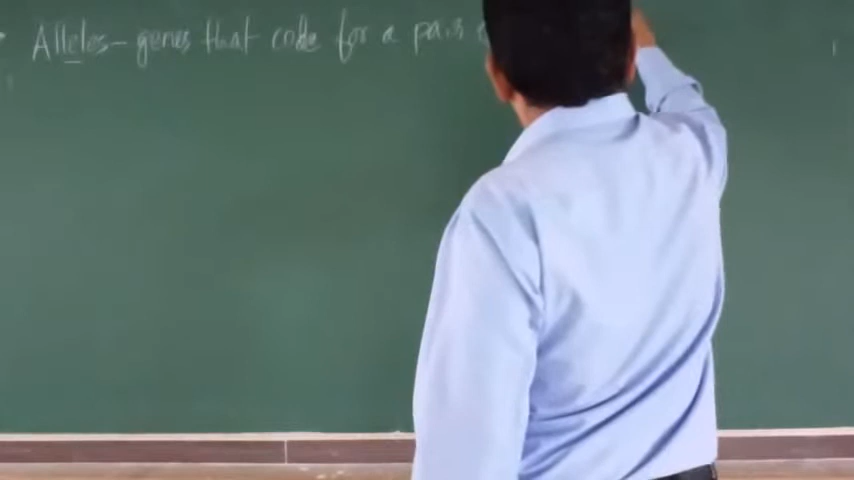 Alleles – genes that code for a pair